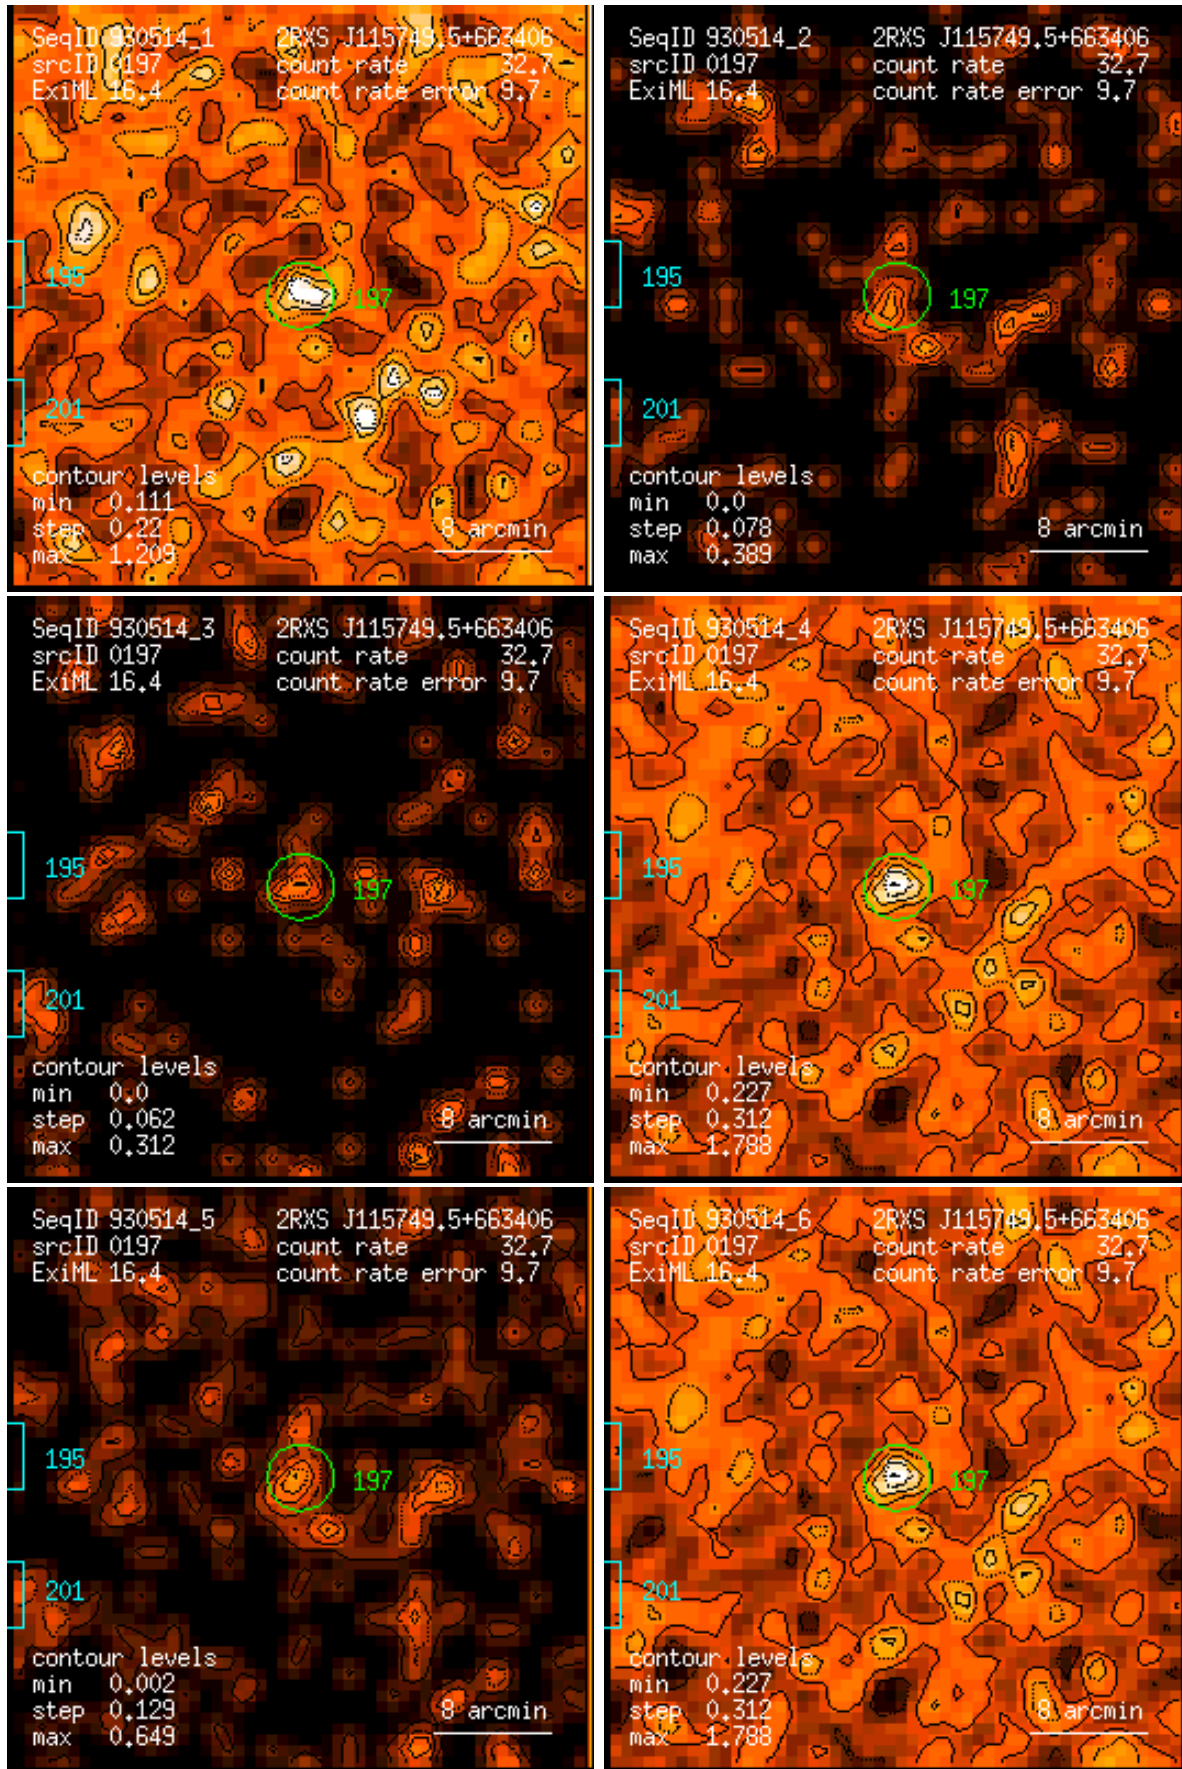 SeqID 930514_1 2RXS J115749.5+663406
srcID 0197 count rate 32.7
ExiML 16.4 count rate error 9.7
195
197
201
contour levels
min 0.111
step 0.22
max 1.209
8 arcmin
SeqID 930514_2 2RXS J115749.5+663406
srcID 0197 count rate 32.7
ExiML 16.4 count rate error 9.7
195
197
201
contour levels
min 0.0
step 0.078
max 0.389
8 arcmin
SeqID 930514_3 2RXS J115749.5+663406
srcID 0197 count rate 32.7
ExiML 16.4 count rate error 9.7
195
197
201
contour levels
min 0.0
step 0.062
max 0.312
8 arcmin
SeqID 930514_4 2RXS J115749.5+663406
srcID 0197 count rate 32.7
ExiML 16.4 count rate error 9.7
195
197
201
contour levels
min 0.227
step 0.312
max 1.788
8 arcmin
SeqID 930514_5 2RXS J115749.5+663406
srcID 0197 count rate 32.7
ExiML 16.4 count rate error 9.7
195
197
201
contour levels
min 0.002
step 0.129
max 0.649
8 arcmin
SeqID 930514_6 2RXS J115749.5+663406
srcID 0197 count rate 32.7
ExiML 16.4 count rate error 9.7
195
197
201
contour levels
min 0.227
step 0.312
max 1.788
8 arcmin